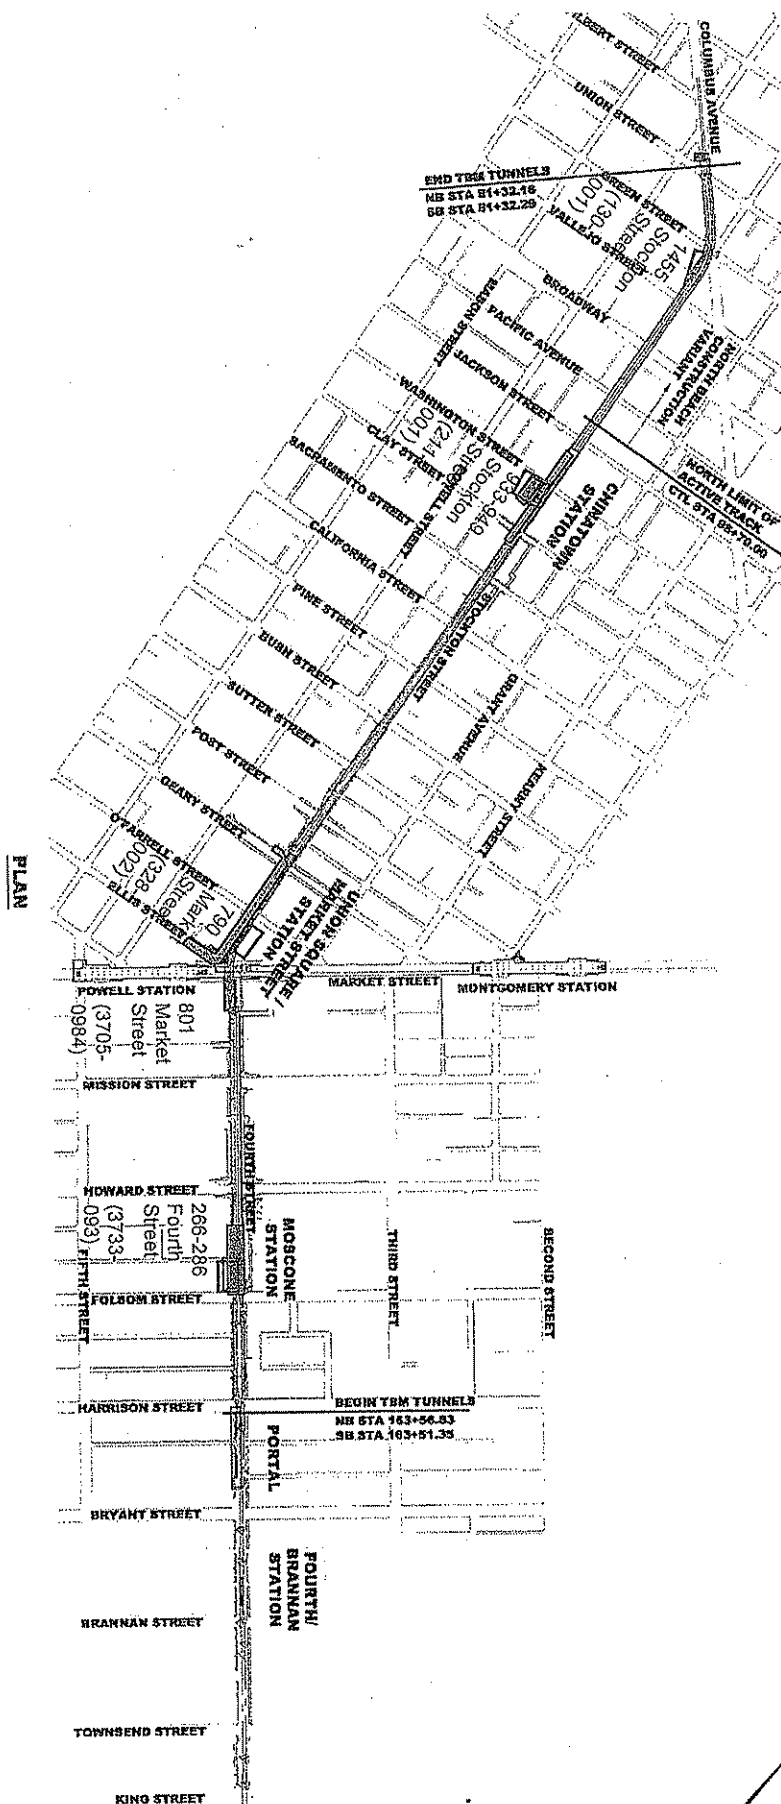 COLUMBUS AVENUE
UNION STREET
END TBM TUNNELS
NB STA 81+32.16
SB STA 81+32.29
GREEN STREET
VALLEJO STREET
1455
Stockton
Street
(130-
001)
BROADWAY
NORTH BEACH
CONSTRUCTION
VARIANT
MASON STREET
PACIFIC AVENUE
JACKSON STREET
NORTH LIMIT OF
ACTIVE TRACK
WASHINGTON STREET
933-949
Stockton
Street
(211
001)
CLAY STREET
POWELL STREET
SACRAMENTO STREET
CHINATOWN
STATION
CALIFORNIA STREET
STOCKTON STREET
PINE STREET
BUSH STREET
GRANT AVENUE
SUTTER STREET
KEARNY STREET
POST STREET
GEARY STREET
O'FARRELL STREET
ELLIS STREET
790
Market
Street
(328-
002)
UNION SQUARE /
MARKET STREET
STATION
PLAN
POWELL STATION
MARKET STREET
MONTGOMERY STATION
801
Market
Street
(3705-
0984)
MISSION STREET
FOURTH STREET
HOWARD STREET
266-286
Fourth
Street
(3733-
093)
MOSCONE
STATION
THIRD STREET
SECOND STREET
FIFTH STREET
FOLSOM STREET
HARRISON STREET
BEGIN TBM TUNNELS
NB STA 163+56.83
SB STA 163+51.35
PORTAL
BRYANT STREET
FOURTH/
BRANNAN
STATION
BRANNAN STREET
TOWNSEND STREET
KING STREET